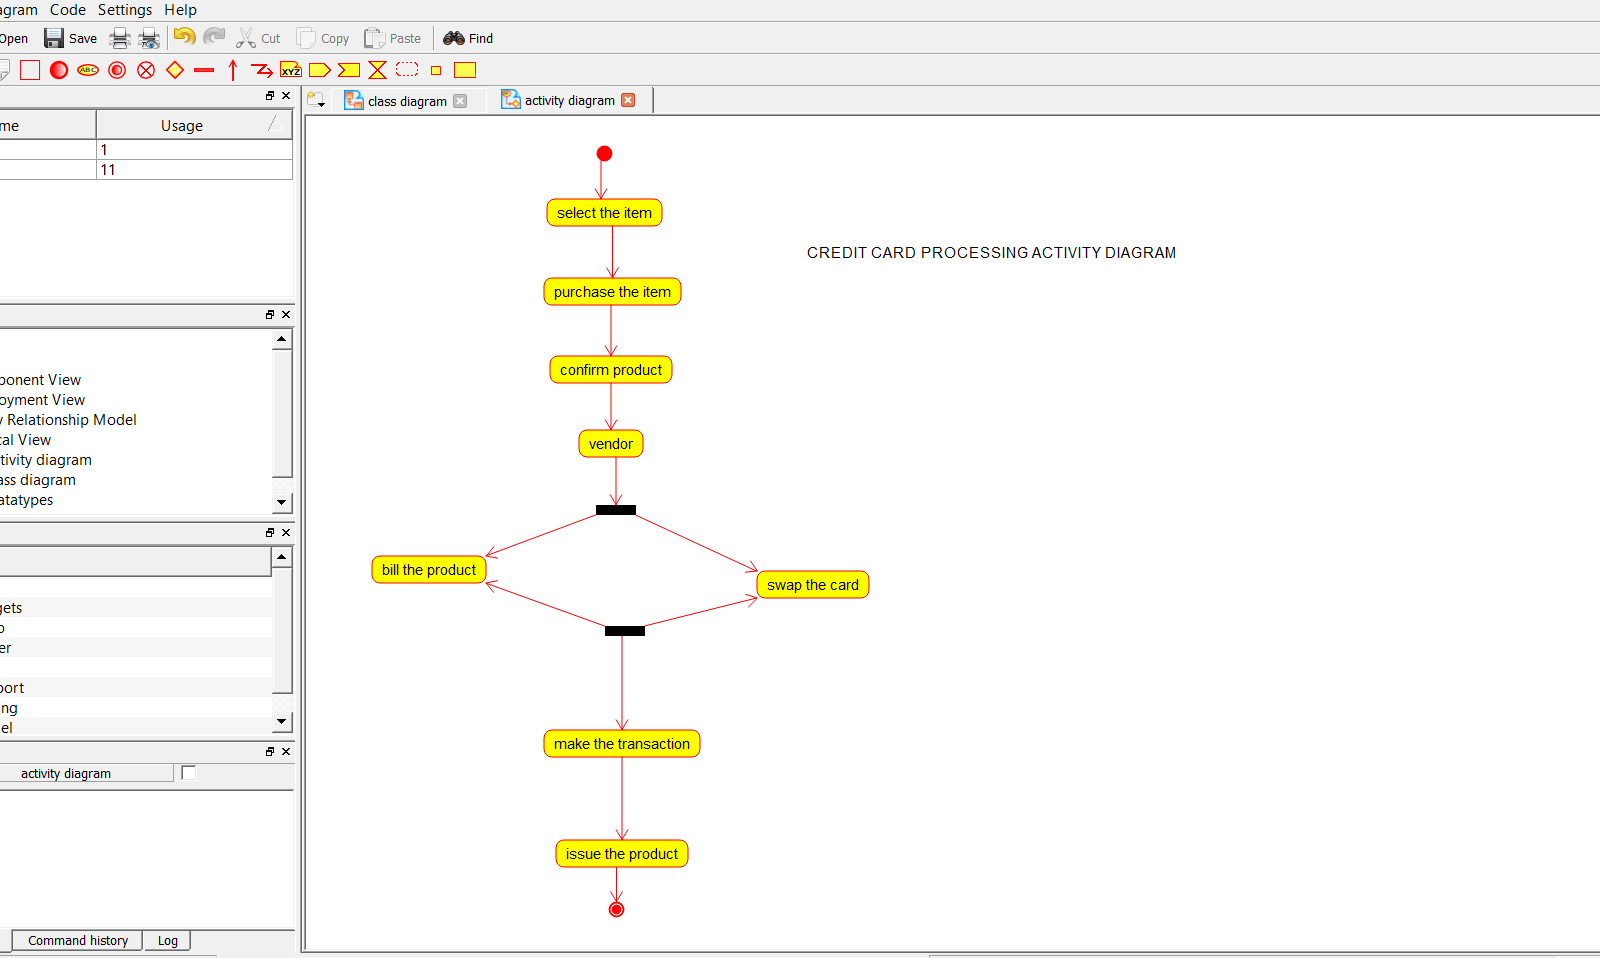 agram Code Settings Help
Open Save Cut Copy Paste Find
ABC XYZ
class diagram activity diagram
me Usage
1
11
ponent View
oyment View
y Relationship Model
cal View
tivity diagram
ass diagram
atatypes
gets
o
er
port
ng
el
activity diagram
Command history Log
select the item
CREDIT CARD PROCESSING ACTIVITY DIAGRAM
purchase the item
confirm product
vendor
bill the product
swap the card
make the transaction
issue the product